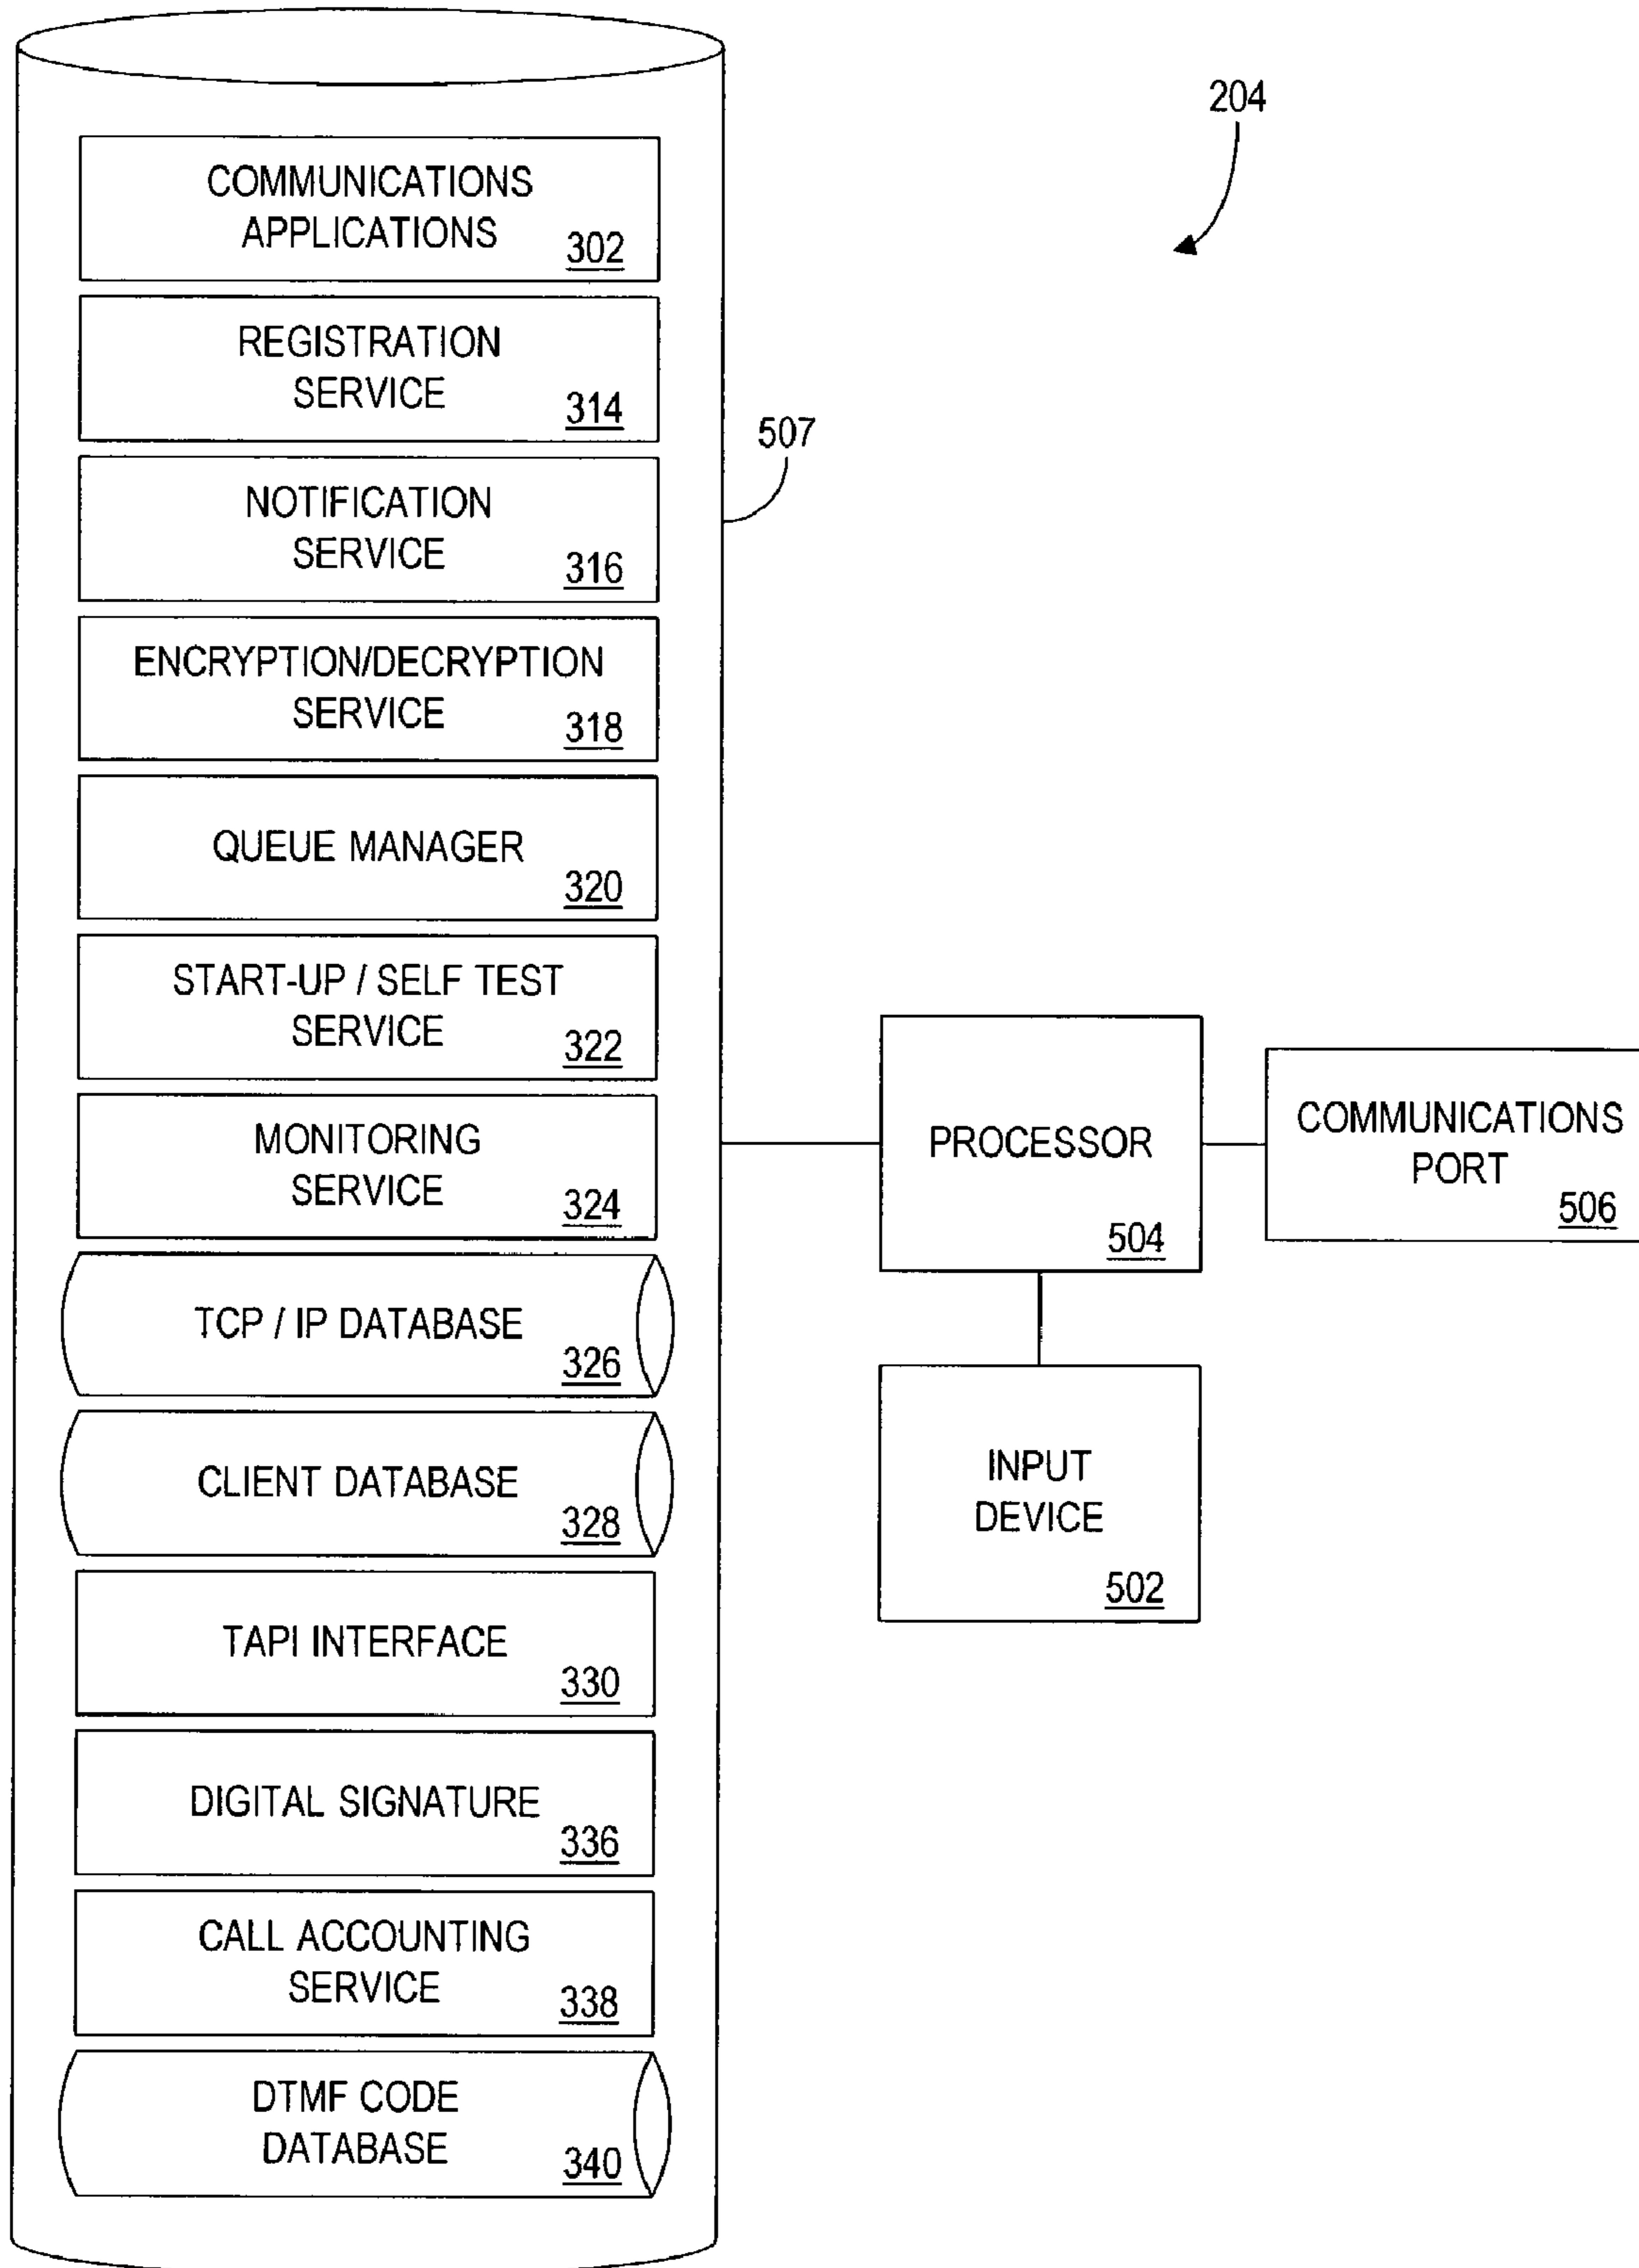 204
COMMUNICATIONS
APPLICATIONS
302
REGISTRATION
SERVICE
314
507
NOTIFICATION
SERVICE
316
ENCRYPTION/DECRYPTION
SERVICE
318
QUEUE MANAGER
320
START-UP / SELF TEST
SERVICE
322
MONITORING
SERVICE
324
PROCESSOR
504
COMMUNICATIONS
PORT
506
TCP / IP DATABASE
326
CLIENT DATABASE
328
INPUT
DEVICE
502
TAPI INTERFACE
330
DIGITAL SIGNATURE
336
CALL ACCOUNTING
SERVICE
338
DTMF CODE
DATABASE
340